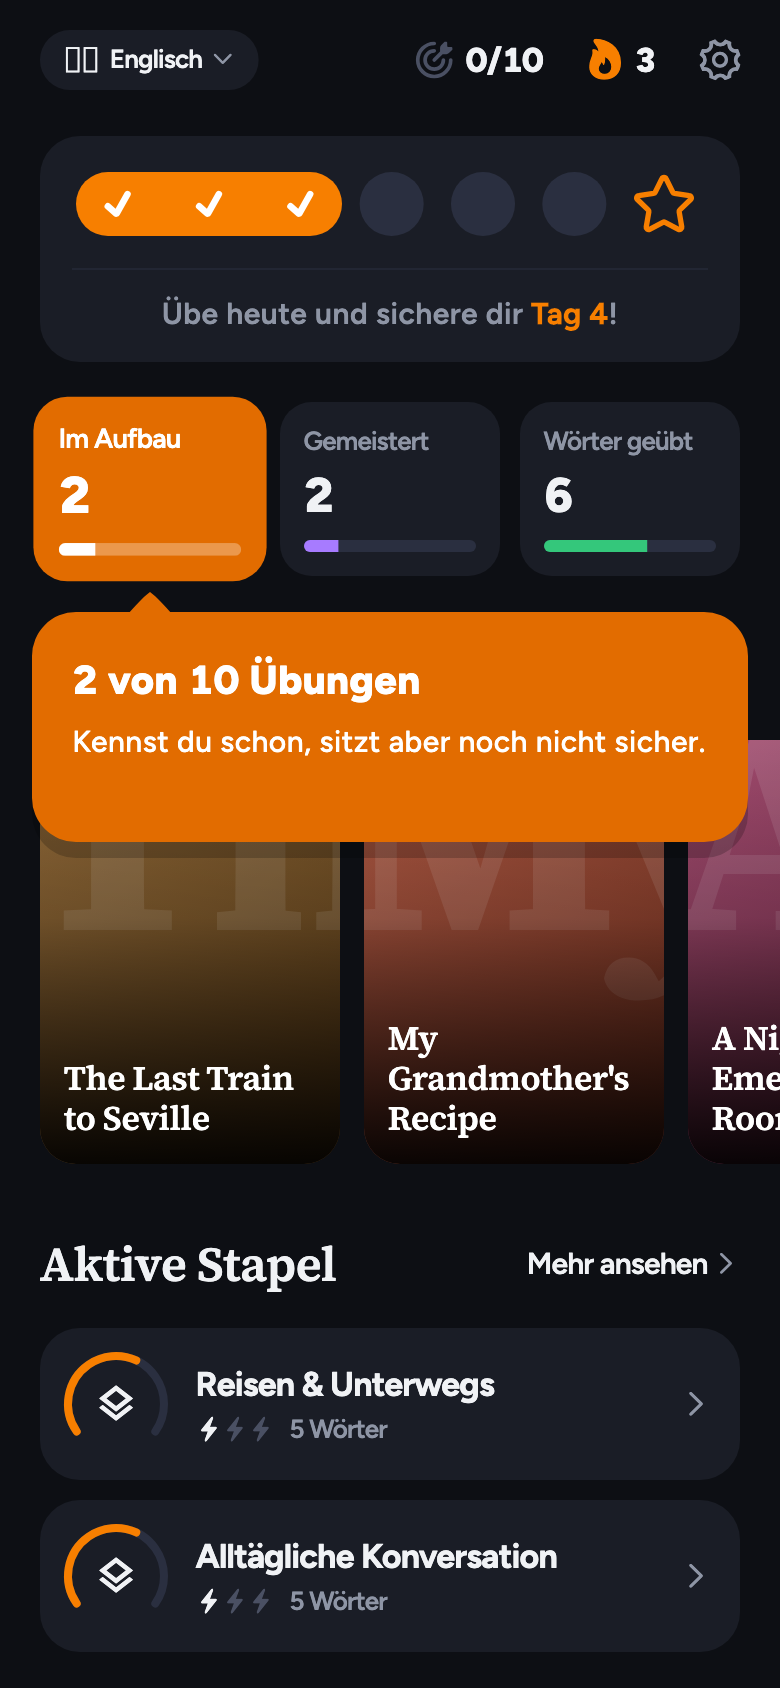 Englisch
0/10
3
Übe heute und sichere dir Tag 4!
Im Aufbau
2
Gemeistert
2
Wörter geübt
6
2 von 10 Übungen
Kennst du schon, sitzt aber noch nicht sicher.
The Last Train
to Seville
My
Grandmother's
Recipe
A Ni
Eme
Aktive Stapel
Mehr ansehen
Reisen & Unterwegs
5 Wörter
Alltägliche Konversation
5 Wörter